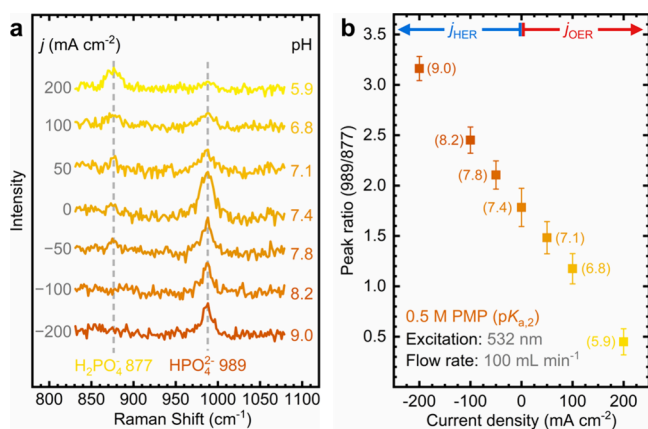 a
j (mA cm⁻²) pH
200 5.9
100 6.8
50 7.1
0 7.4
−50 7.8
−100 8.2
−200 9.0
H₂PO₄⁻ 877 HPO₄²⁻ 989
Intensity
800 850 900 950 1000 1050 1100
Raman Shift (cm⁻¹)
b
j_HER j_OER
3.5
3.0
2.5
2.0
1.5
1.0
0.5
Peak ratio (989/877)
(9.0)
(8.2)
(7.8)
(7.4)
(7.1)
(6.8)
(5.9)
0.5 M PMP (pKₐ,₂)
Excitation: 532 nm
Flow rate: 100 mL min⁻¹
-200 -100 0 100 200
Current density (mA cm⁻²)